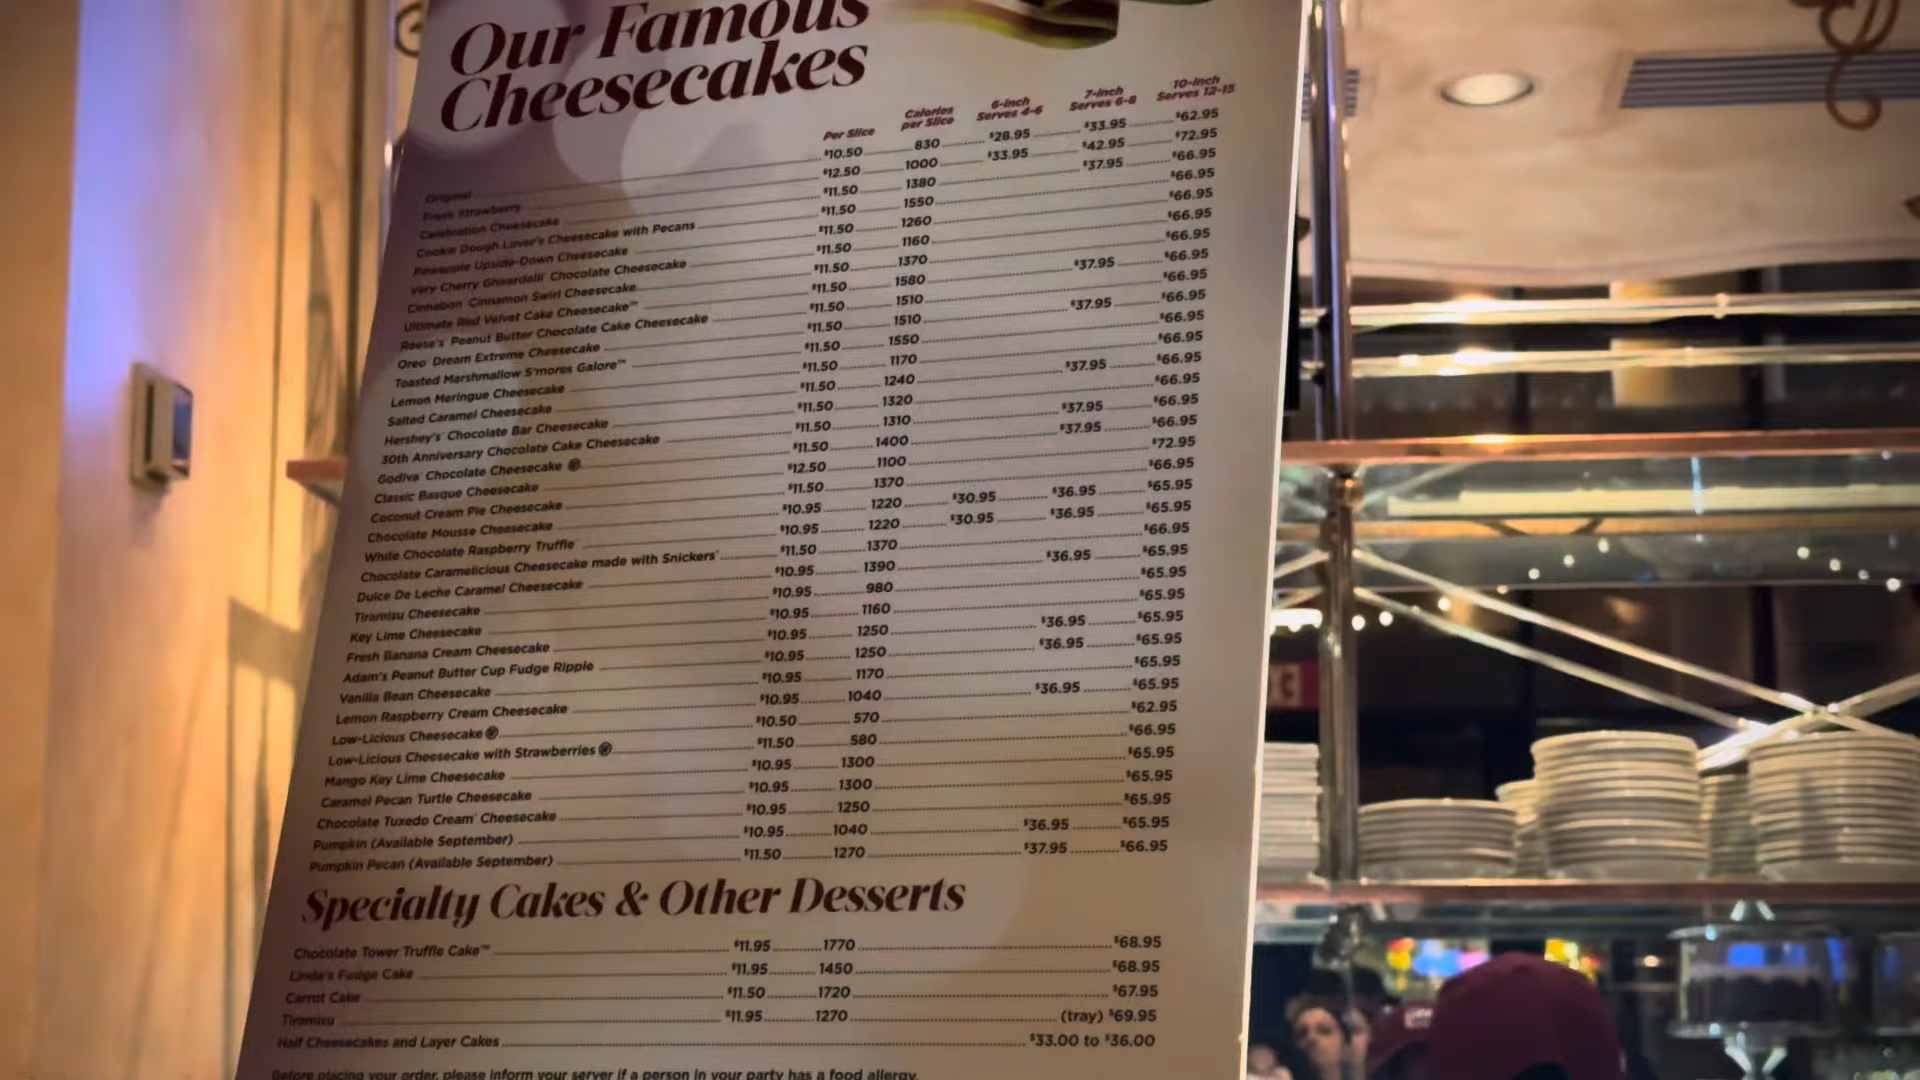 Our Famous
Cheesecakes
Per Slice Calories per Slice 6-inch Serves 4-6 7-inch Serves 6-8 10-inch Serves 12-15
Original $10.50 830 $28.95 $33.95 $62.95
Fresh Strawberry $12.50 1000 $33.95 $42.95 $72.95
Celebration Cheesecake $11.50 1380 $37.95 $66.95
Cookie Dough Lover's Cheesecake with Pecans $11.50 1550 $66.95
Pineapple Upside-Down Cheesecake $11.50 1260 $66.95
Very Cherry Ghirardelli® Chocolate Cheesecake $11.50 1160 $66.95
Cinnabon® Cinnamon Swirl Cheesecake $11.50 1370 $66.95
Ultimate Red Velvet Cake Cheesecake™ $11.50 1580 $37.95 $66.95
Reese's® Peanut Butter Chocolate Cake Cheesecake $11.50 1510 $66.95
Oreo® Dream Extreme Cheesecake $11.50 1510 $37.95 $66.95
Toasted Marshmallow S'mores Galore™ $11.50 1550 $66.95
Lemon Meringue Cheesecake $11.50 1170 $66.95
Salted Caramel Cheesecake $11.50 1240 $37.95 $66.95
Hershey's® Chocolate Bar Cheesecake $11.50 1320 $66.95
30th Anniversary Chocolate Cake Cheesecake $11.50 1310 $37.95 $66.95
Godiva® Chocolate Cheesecake $11.50 1400 $37.95 $66.95
Classic Basque Cheesecake $12.50 1100 $72.95
Coconut Cream Pie Cheesecake $11.50 1370 $66.95
Chocolate Mousse Cheesecake $10.95 1220 $30.95 $36.95 $65.95
White Chocolate Raspberry Truffle® $10.95 1220 $30.95 $36.95 $65.95
Chocolate Caramelicious Cheesecake made with Snickers® $11.50 1370 $66.95
Dulce De Leche Caramel Cheesecake $10.95 1390 $36.95 $65.95
Tiramisu Cheesecake $10.95 980 $65.95
Key Lime Cheesecake $10.95 1160 $65.95
Fresh Banana Cream Cheesecake $10.95 1250 $36.95 $65.95
Adam's Peanut Butter Cup Fudge Ripple $10.95 1250 $36.95 $65.95
Vanilla Bean Cheesecake $10.95 1170 $65.95
Lemon Raspberry Cream Cheesecake $10.95 1040 $36.95 $65.95
Low-Licious Cheesecake $10.50 570 $62.95
Low-Licious Cheesecake with Strawberries $11.50 580 $66.95
Mango Key Lime Cheesecake $10.95 1300 $65.95
Caramel Pecan Turtle Cheesecake $10.95 1300 $65.95
Chocolate Tuxedo Cream® Cheesecake $10.95 1250 $65.95
Pumpkin (Available September) $10.95 1040 $36.95 $65.95
Pumpkin Pecan (Available September) $11.50 1270 $37.95 $66.95
Specialty Cakes & Other Desserts
Chocolate Tower Truffle Cake™ $11.95 1770 $68.95
Linda's Fudge Cake $11.95 1450 $68.95
Carrot Cake $11.50 1720 $67.95
Tiramisu $11.95 1270 (tray) $69.95
Half Cheesecakes and Layer Cakes $33.00 to $36.00
Before placing your order, please inform your server if a person in your party has a food allergy.